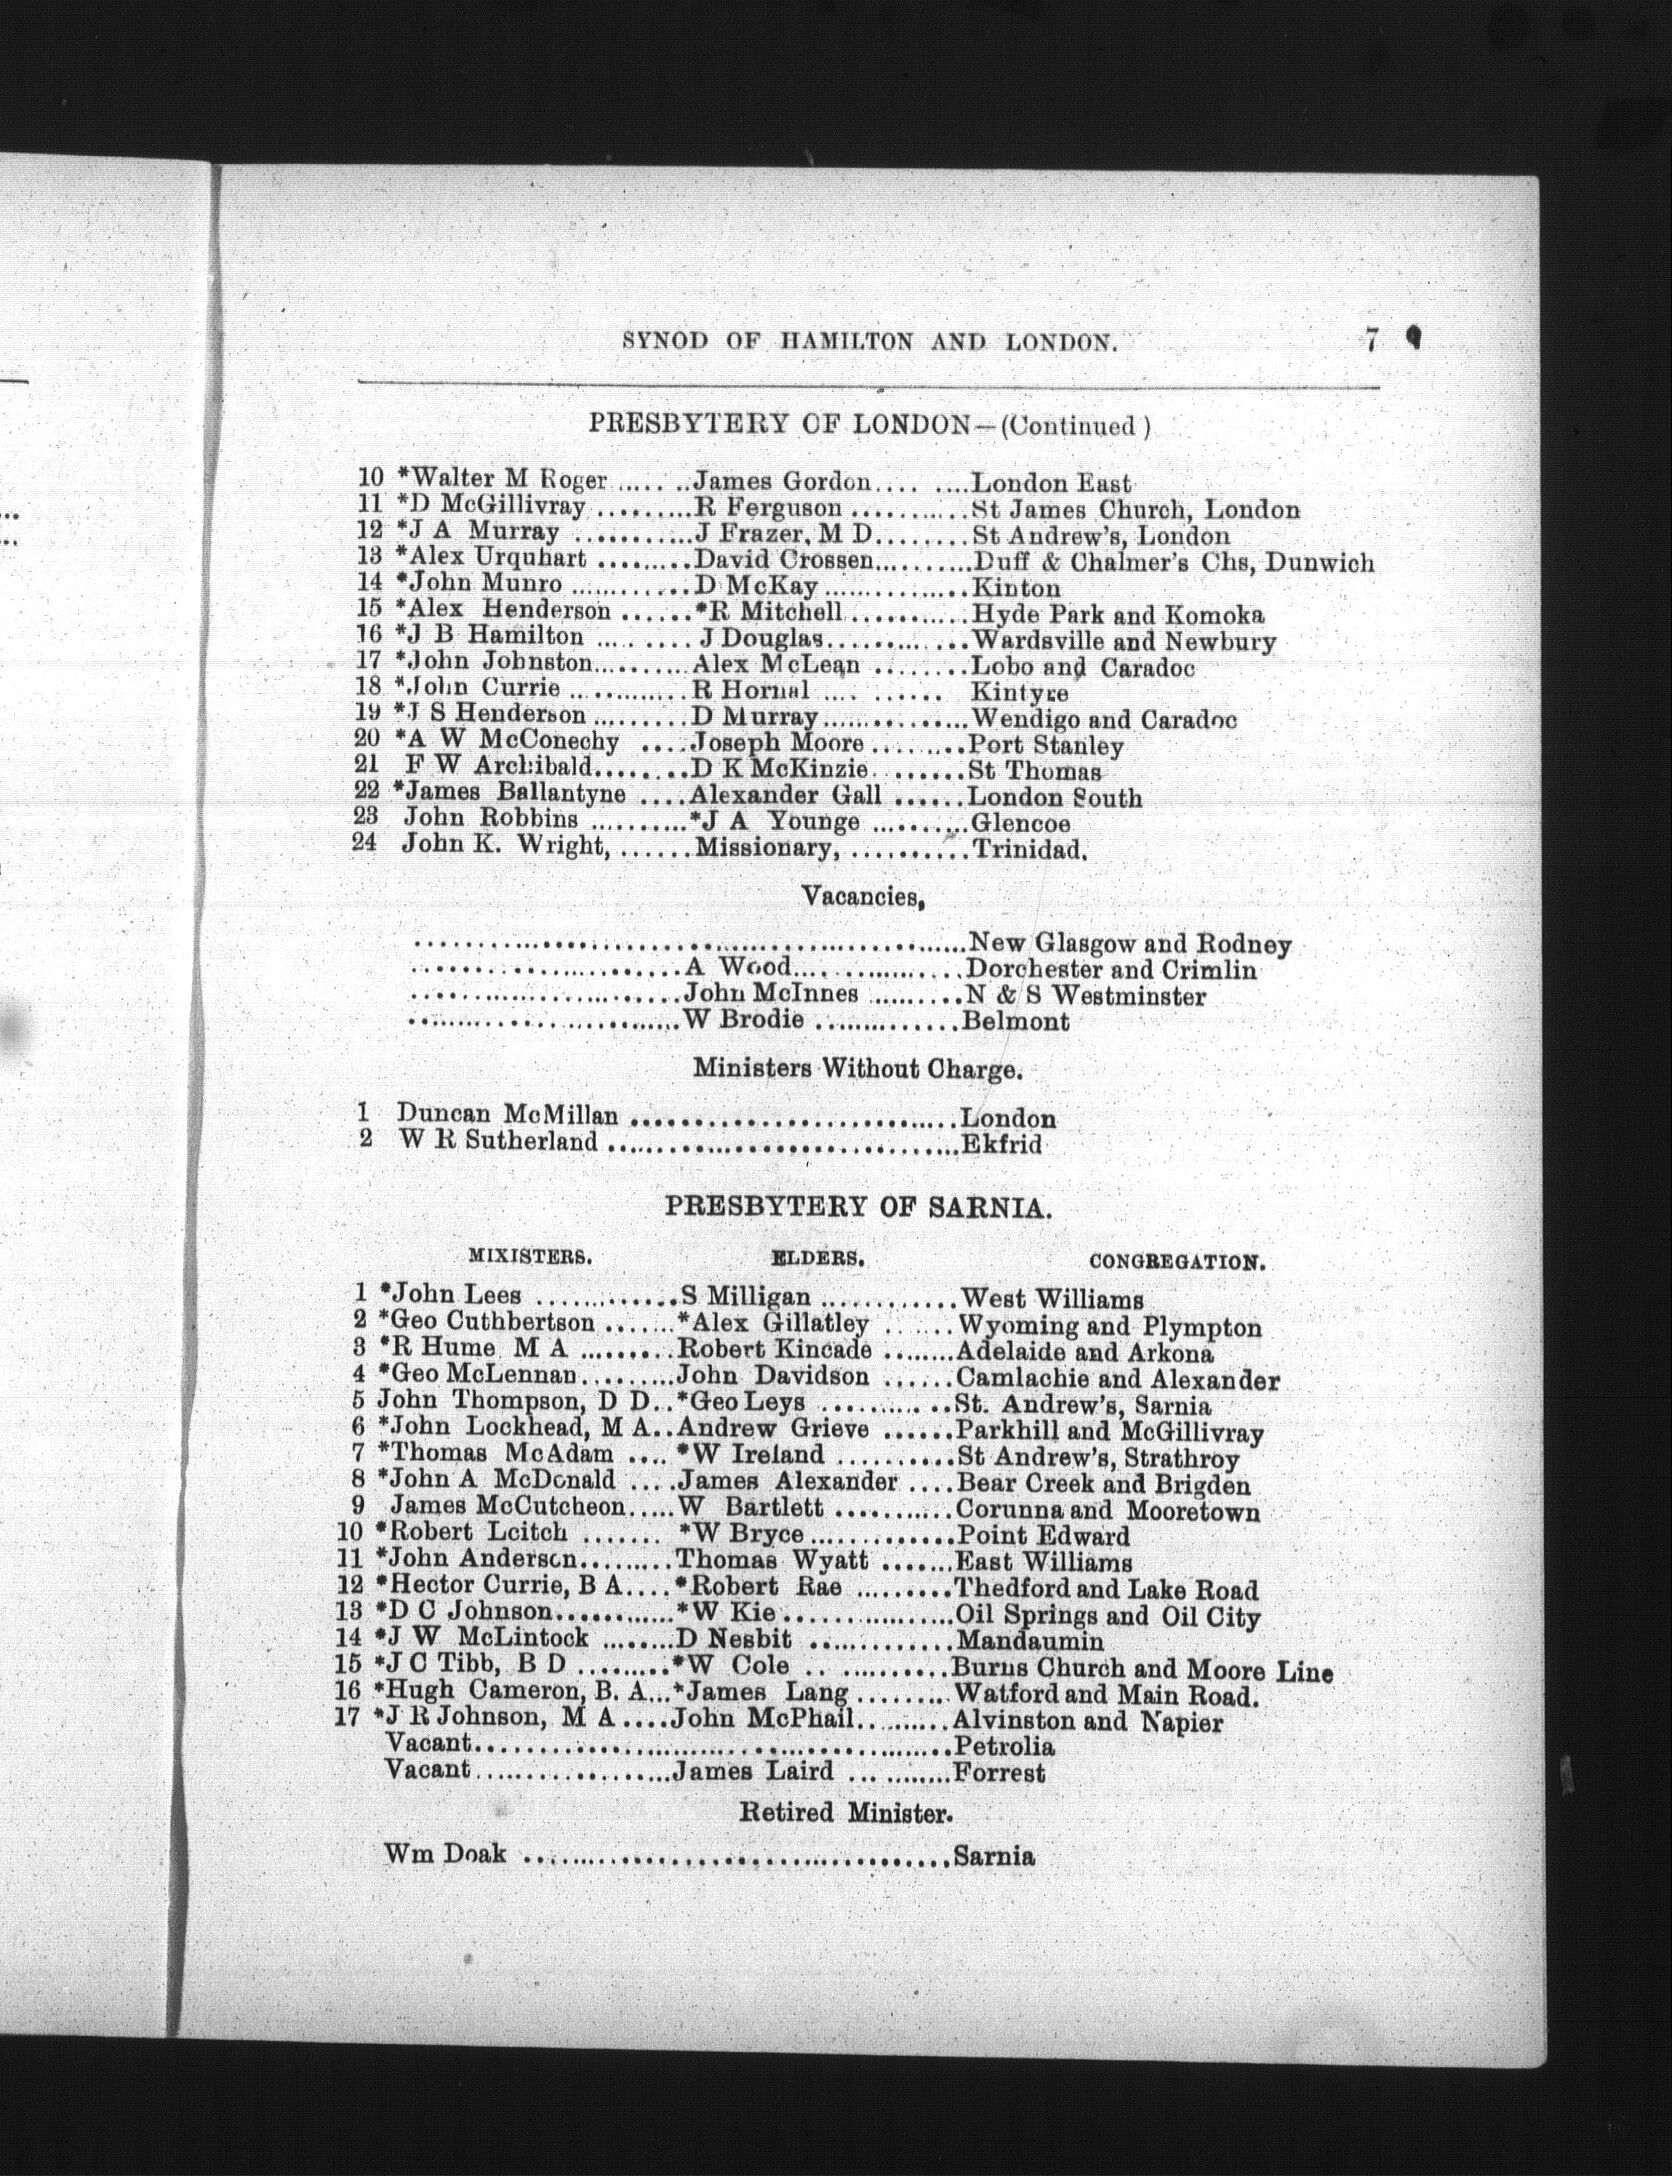 SYNOD OF HAMILTON AND LONDON. 7
PRESBYTERY OF LONDON—(Continued)
10 *Walter M Roger ..... ..James Gordon.... ....London East
11 *D McGillivray .........R Ferguson ...........St James Church, London
12 *J A Murray ...........J Frazer, M D........St Andrew's, London
13 *Alex Urquhart .........David Crossen..........Duff & Chalmer's Chs, Dunwich
14 *John Munro ............D McKay...............Kinton
15 *Alex Henderson ......*R Mitchell...........Hyde Park and Komoka
16 *J B Hamilton .... .... J Douglas............Wardsville and Newbury
17 *John Johnston.........Alex McLean ........Lobo and Caradoc
18 *John Currie ............R Hornal .... ...... Kintyre
19 *J S Henderson .........D Murray...............Wendigo and Caradoc
20 *A W McConechy ....Joseph Moore.........Port Stanley
21 F W Archibald........D K McKinzie. .......St Thomas
22 *James Ballantyne ....Alexander Gall ......London South
23 John Robbins ..........*J A Younge ..........Glencoe
24 John K. Wright, ......Missionary, ..........Trinidad.
Vacancies,
............................................New Glasgow and Rodney
......................A Wood..............Dorchester and Crimlin
......................John McInnes .........N & S Westminster
......................W Brodie ............Belmont
Ministers Without Charge.
1 Duncan McMillan ..........................London
2 W R Sutherland ............................Ekfrid
PRESBYTERY OF SARNIA.
MIXISTERS. ELDERS. CONGREGATION.
1 *John Lees ............S Milligan ............West Williams
2 *Geo Cuthbertson .......*Alex Gillatley ......Wyoming and Plympton
3 *R Hume M A .........Robert Kincade ........Adelaide and Arkona
4 *Geo McLennan.........John Davidson ......Camlachie and Alexander
5 John Thompson, D D..*Geo Leys ............St. Andrew's, Sarnia
6 *John Lockhead, M A..Andrew Grieve ......Parkhill and McGillivray
7 *Thomas McAdam .... *W Ireland ..........St Andrew's, Strathroy
8 *John A McDonald ....James Alexander ....Bear Creek and Brigden
9 James McCutcheon.....W Bartlett ..........Corunna and Mooretown
10 *Robert Leitch ....... *W Bryce............Point Edward
11 *John Anderson.........Thomas Wyatt .......East Williams
12 *Hector Currie, B A....*Robert Rae .........Thedford and Lake Road
13 *D C Johnson............*W Kie..............Oil Springs and Oil City
14 *J W McLintock ........D Nesbit ............Mandaumin
15 *J C Tibb, B D .........*W Cole .. ..........Burns Church and Moore Line
16 *Hugh Cameron, B. A...*James Lang........Watford and Main Road.
17 *J R Johnson, M A....John McPhail..........Alvinston and Napier
Vacant......................................Petrolia
Vacant..................James Laird ... ........Forrest
Retired Minister.
Wm Doak ....................................Sarnia